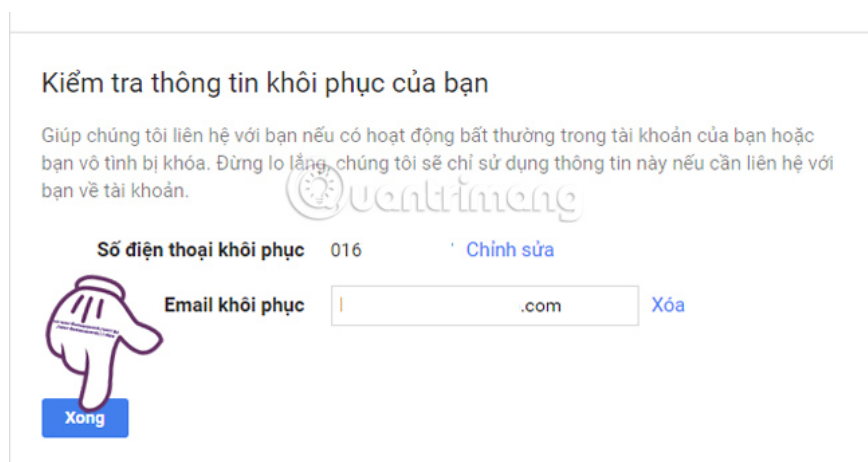 Kiểm tra thông tin khôi phục của bạn
Giúp chúng tôi liên hệ với bạn nếu có hoạt động bất thường trong tài khoản của bạn hoặc
bạn vô tình bị khóa. Đừng lo lắng, chúng tôi sẽ chỉ sử dụng thông tin này nếu cần liên hệ với
bạn về tài khoản.
Quantrimang
Số điện thoại khôi phục 016 Chỉnh sửa
Email khôi phục .com Xóa
Xong